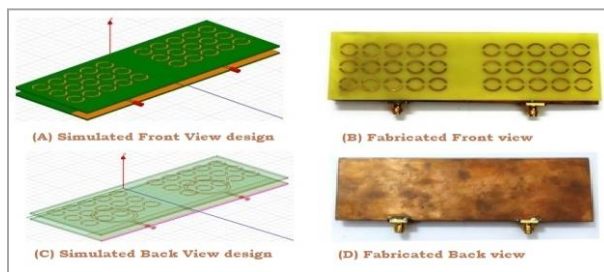 (A) Simulated Front View design
(B) Fabricated Front view
(C) Simulated Back View design
(D) Fabricated Back view